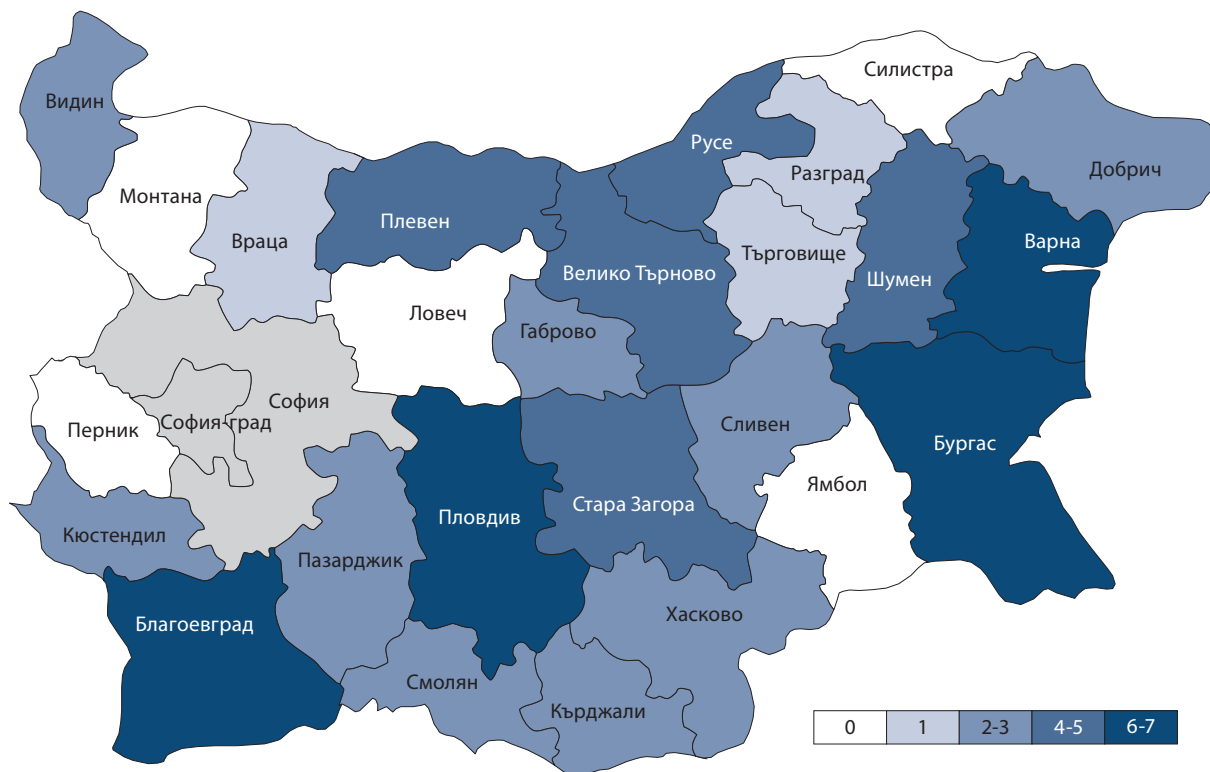 Силистра
Видин
Русе
Добрич
Разград
Монтана
Плевен
Враца
Варна
Търговище
Велико Търново
Шумен
Ловеч
Габрово
София
София-град
Сливен
Перник
Бургас
Ямбол
Стара Загора
Пловдив
Кюстендил
Пазарджик
Хасково
Благоевград
Смолян
Кърджали
0 1 2-3 4-5 6-7